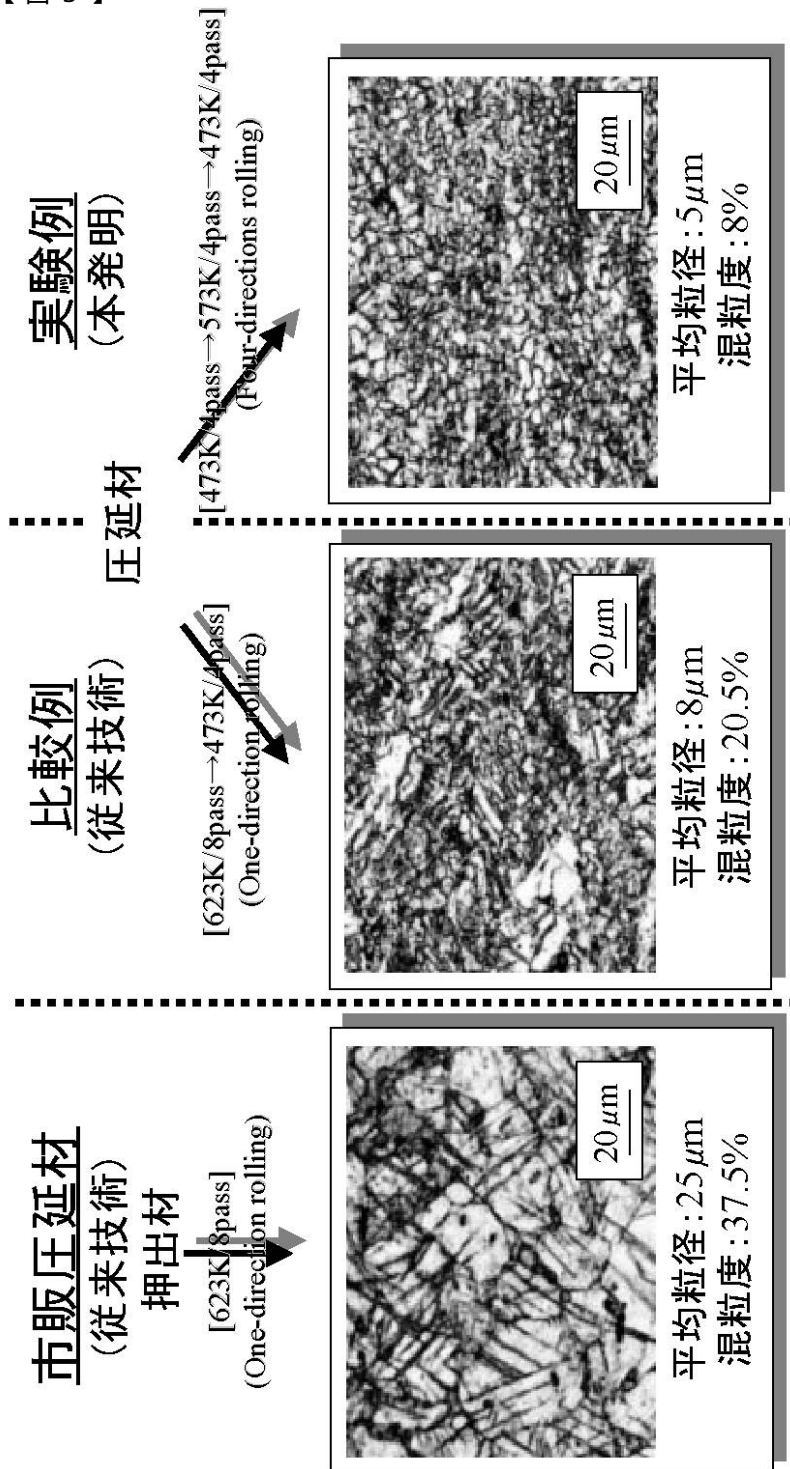 市販圧延材
(従来技術)
押出材
[623K/8pass]
(One-direction rolling)
20μm
平均粒径:25μm
混粒度:37.5%
比較例
(従来技術)
[623K/8pass→473K/4pass]
(One-direction rolling)
20μm
平均粒径:8μm
混粒度:20.5%
圧延材
実験例
(本発明)
[473K/4pass→573K/4pass→473K/4pass]
(Four-directions rolling)
20μm
平均粒径:5μm
混粒度:8%